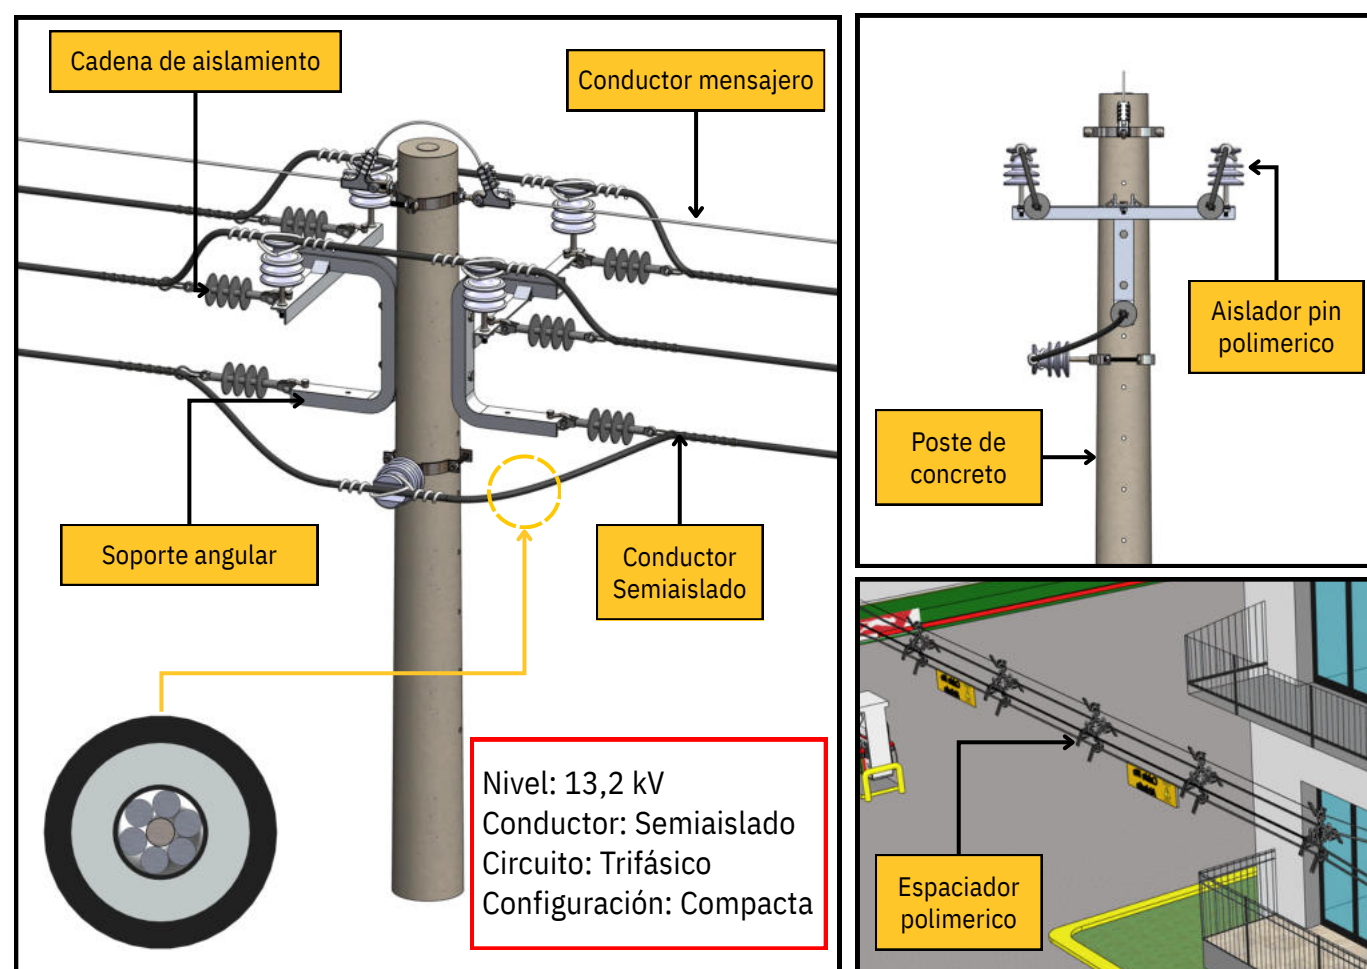 Cadena de aislamiento
Conductor mensajero
Soporte angular
Conductor
Semiaislado
Nivel: 13,2 kV
Conductor: Semiaislado
Circuito: Trifásico
Configuración: Compacta
Aislador pin
polimerico
Poste de
concreto
Espaciador
polimerico